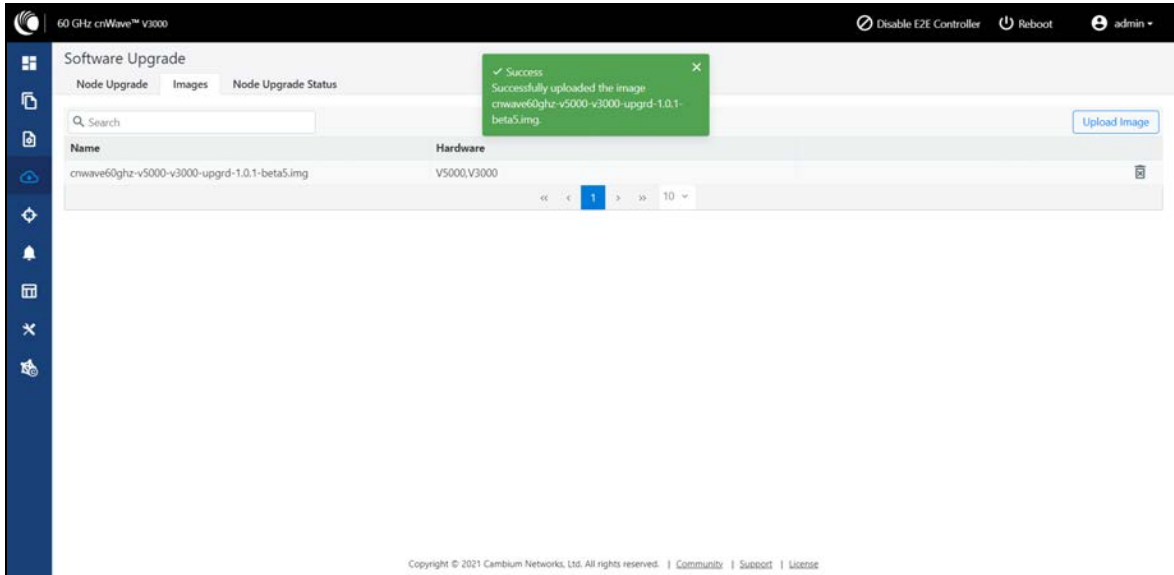 60 GHz cnWave™ V3000
Disable E2E Controller
Reboot
admin
Software Upgrade
Node Upgrade
Images
Node Upgrade Status
✓ Success
Successfully uploaded the image
cnwave60ghz-v5000-v3000-upgrd-1.0.1-
beta5.img.
Search
Upload Image
Name
Hardware
cnwave60ghz-v5000-v3000-upgrd-1.0.1-beta5.img
V5000,V3000
« ‹ 1 › » 10
Copyright © 2021 Cambium Networks, Ltd. All rights reserved. | Community | Support | License